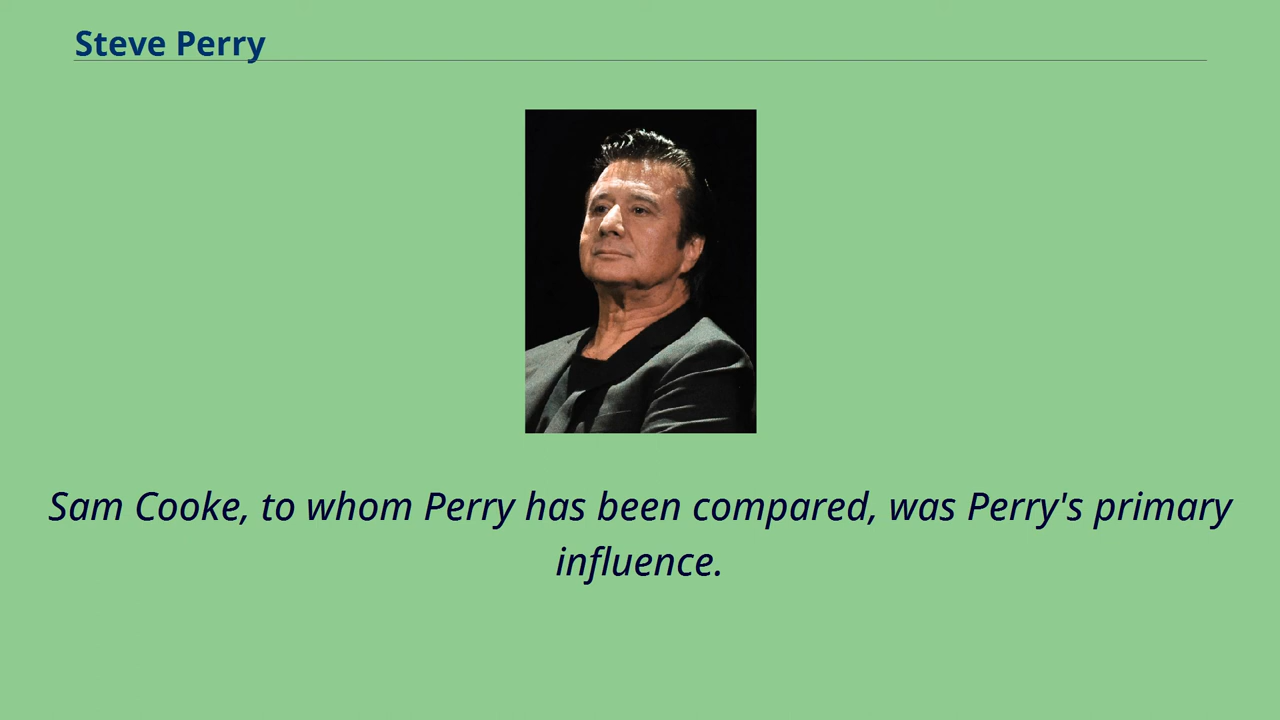 Steve Perry
Sam Cooke, to whom Perry has been compared, was Perry's primary
influence.